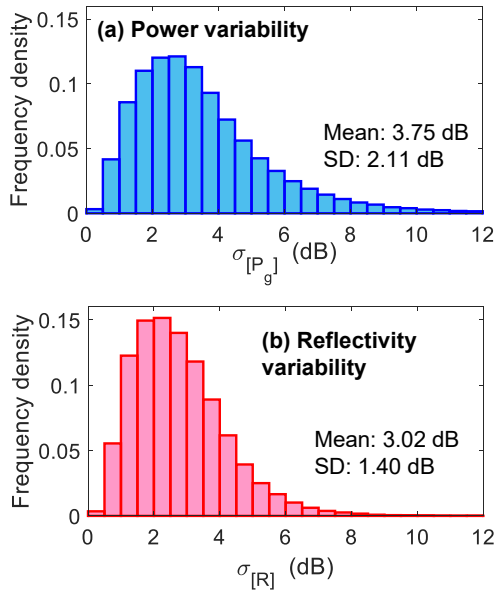 (a) Power variability
Frequency density
0.15
0.1
0.05
0
Mean: 3.75 dB
SD: 2.11 dB
0 2 4 6 8 10 12
σ[Pg] (dB)
(b) Reflectivity
variability
Frequency density
0.15
0.1
0.05
0
Mean: 3.02 dB
SD: 1.40 dB
0 2 4 6 8 10 12
σ[R] (dB)